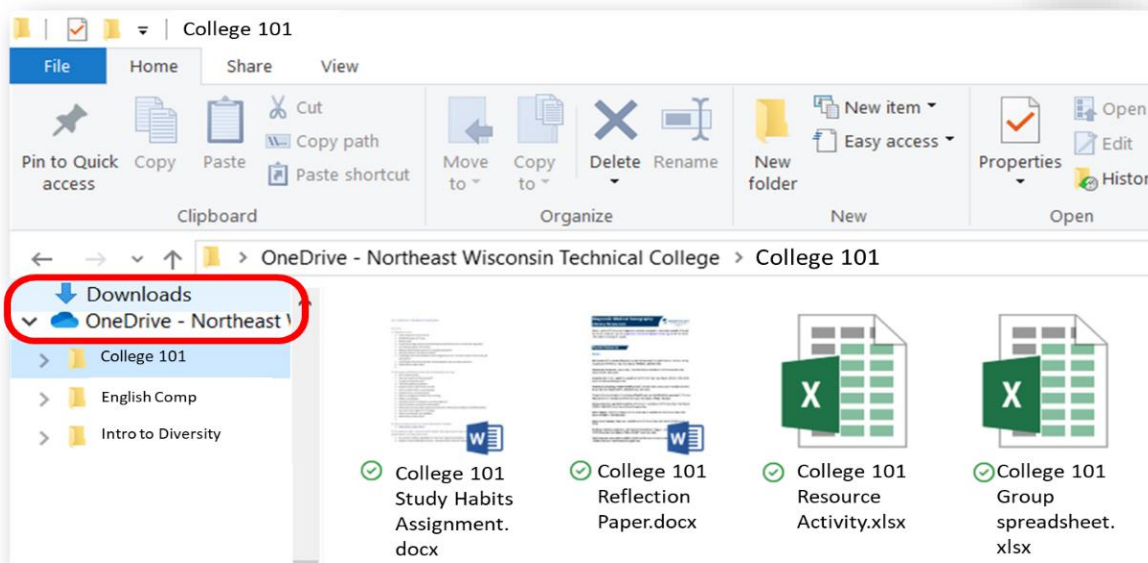 College 101
File Home Share View
Pin to Quick access
Copy
Paste
Cut
Copy path
Paste shortcut
Clipboard
Move to
Copy to
Delete
Rename
Organize
New folder
New item
Easy access
New
Properties
Open
Edit
Histor
Open
OneDrive - Northeast Wisconsin Technical College > College 101
Downloads
OneDrive - Northeast
College 101
English Comp
Intro to Diversity
College 101
Study Habits
Assignment.
docx
College 101
Reflection
Paper.docx
College 101
Resource
Activity.xlsx
College 101
Group
spreadsheet.
xlsx